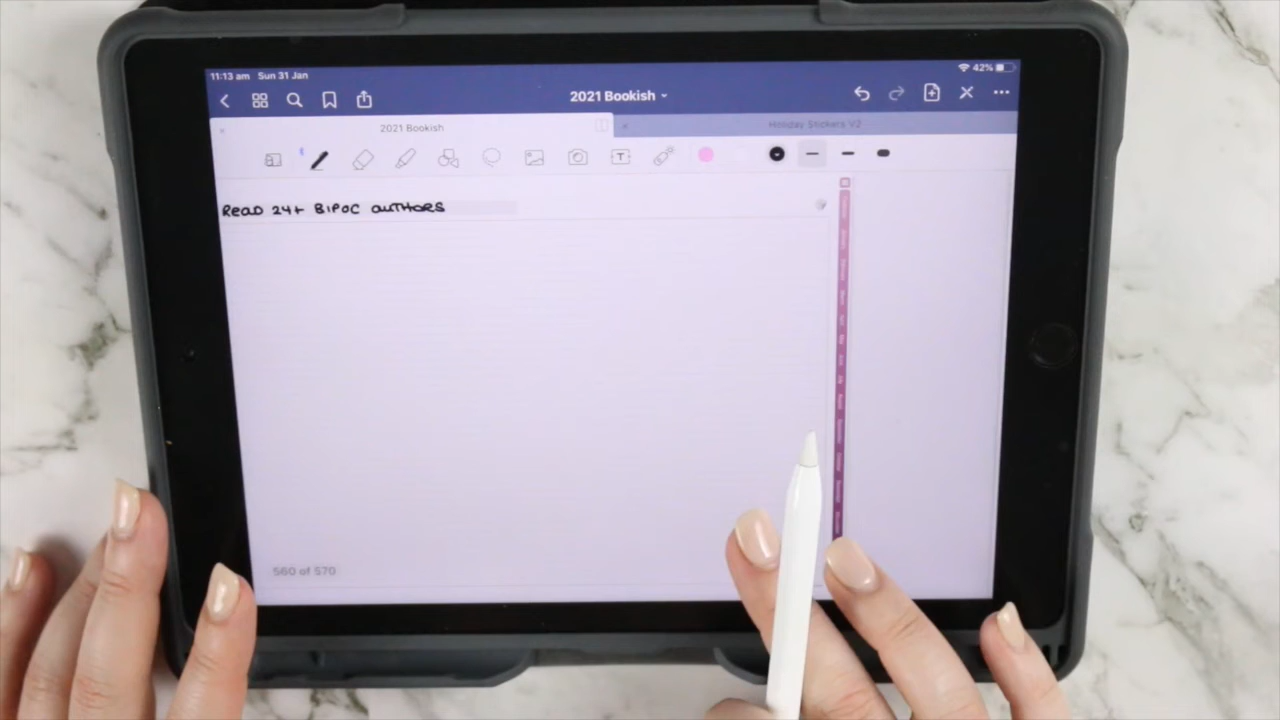 11:13 am Sun 31 Jan
42%
2021 Bookish
2021 Bookish
Holiday Stickers V2
T
Read 24+ BIPOC AUTHORS
560 of 570